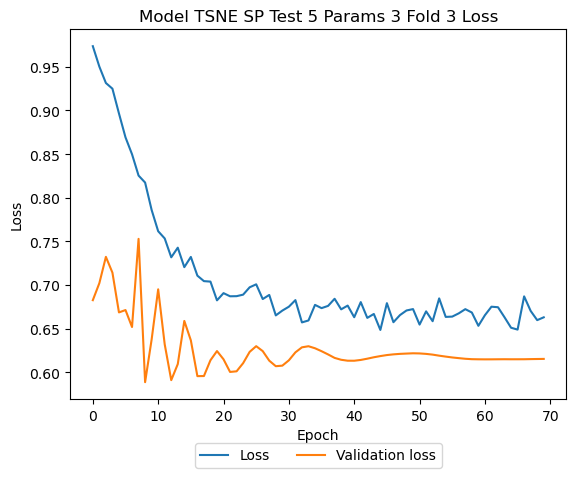 Model TSNE SP Test 5 Params 3 Fold 3 Loss
0.95
0.90
0.85
0.80
0.75
0.70
0.65
0.60
Loss
0 10 20 30 40 50 60 70
Epoch
Loss Validation loss